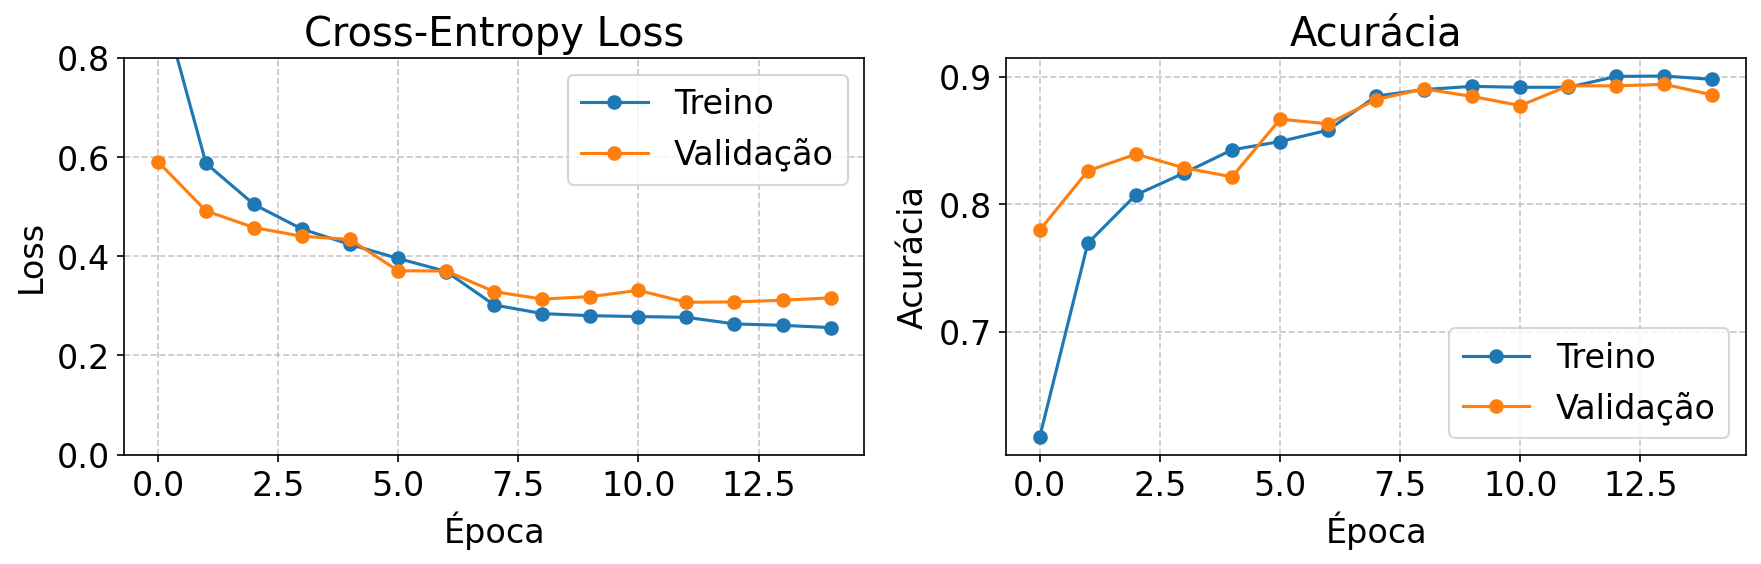 Cross-Entropy Loss
0.8
0.6
0.4
0.2
0.0
Loss
Treino
Validação
0.0 2.5 5.0 7.5 10.0 12.5
Época
Acurácia
0.9
0.8
0.7
Acurácia
Treino
Validação
0.0 2.5 5.0 7.5 10.0 12.5
Época